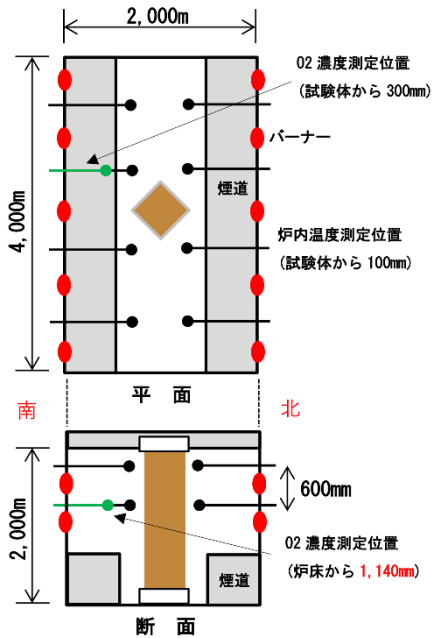 2,000m
O2 濃度測定位置
(試験体から 300mm)
バーナー
煙道
4,000m
炉内温度測定位置
(試験体から 100mm)
平 面
南
北
600mm
2,000m
O2 濃度測定位置
(炉床から 1,140mm)
煙道
断 面